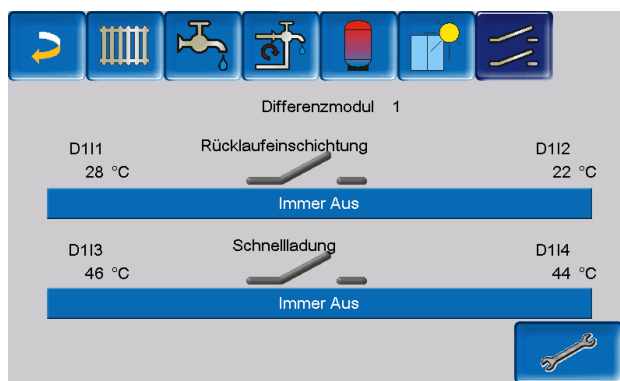 Differenzmodul 1
D1I1 Rücklaufeinschichtung D1I2
28 °C 22 °C
Immer Aus
D1I3 Schnellladung D1I4
46 °C 44 °C
Immer Aus